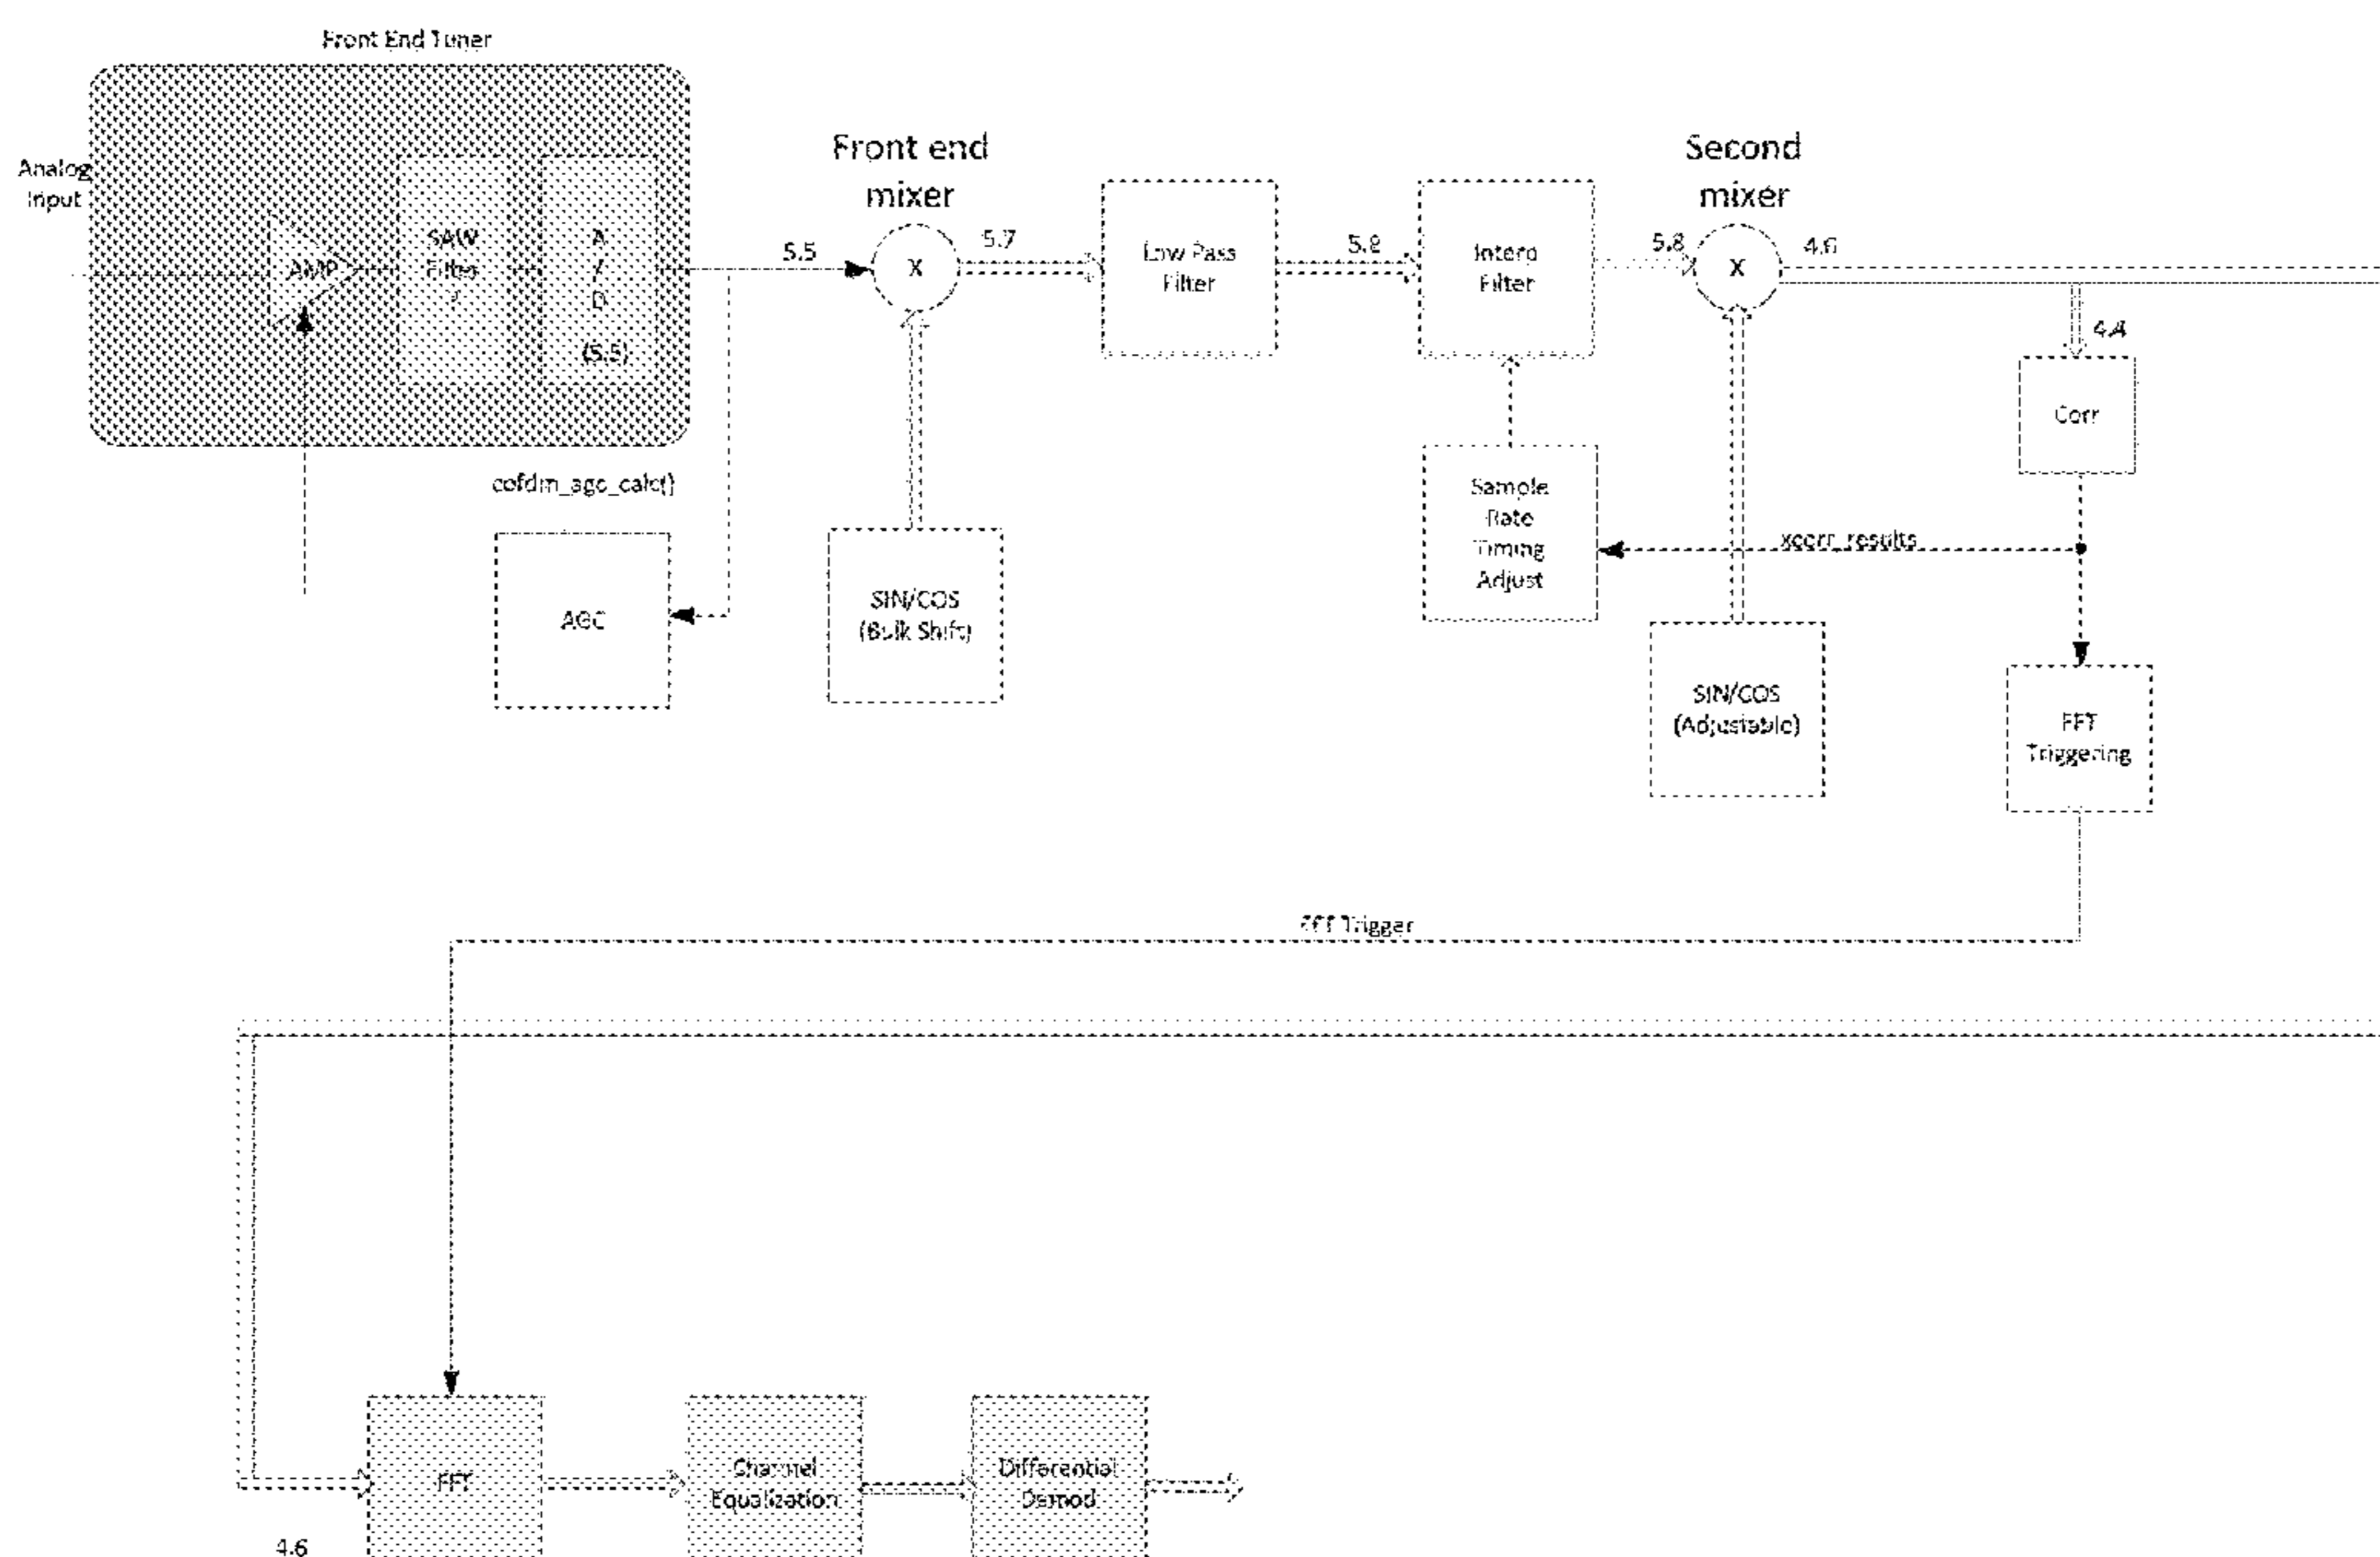 Front End Tuner
Analog
Input
AMP
SAW
Filter
A
/
D
(5.5)
5.5
Front end
mixer
X
5.7
Low Pass
Filter
5.8
Interp
Filter
5.8
Second
mixer
X
4.6
4.4
Corr
cofdm_agc_calc()
AGC
SIN/COS
(Bulk Shift)
Sample
Rate
Timing
Adjust
xcorr_results
SIN/COS
(Adjustable)
FFT
Triggering
FFT Trigger
FFT
Channel
Equalization
Differential
Demod
4.6